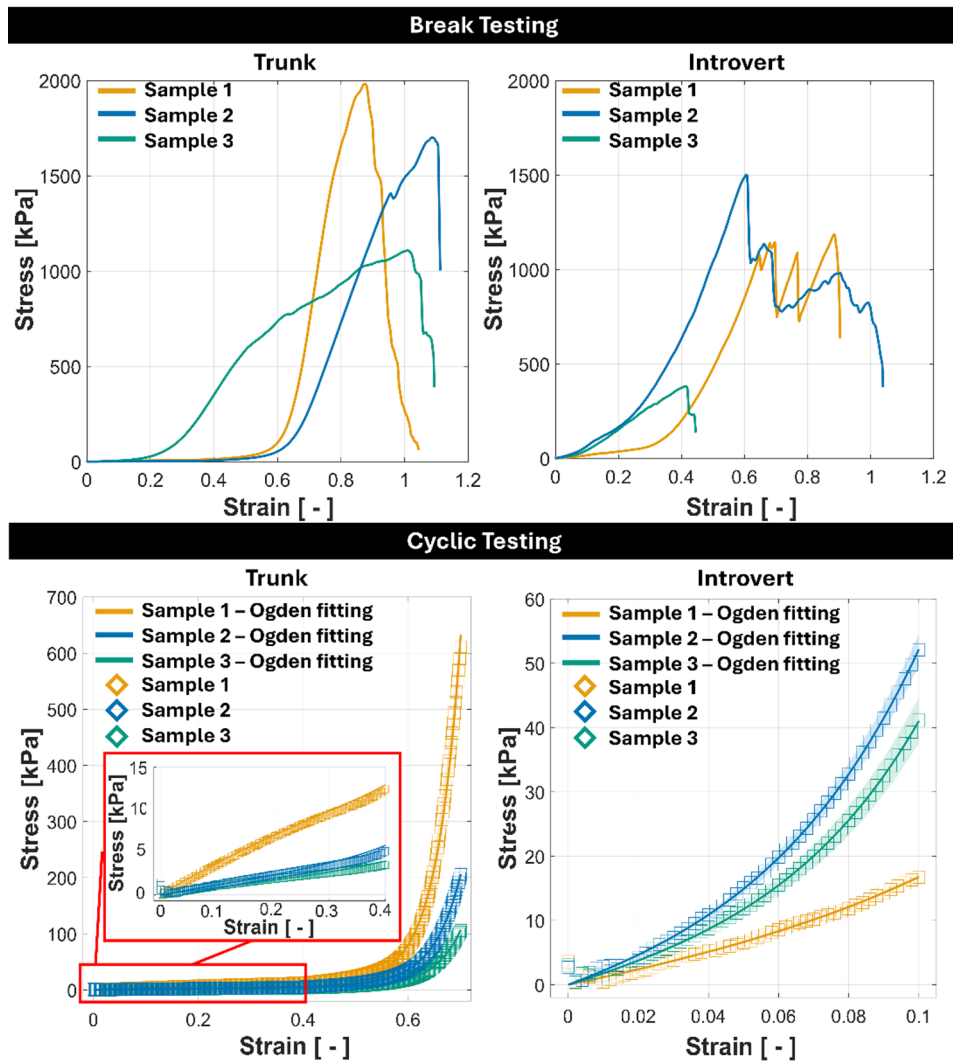 Break Testing
Trunk
Introvert
2000
1500
1000
500
0
Stress [kPa]
Sample 1
Sample 2
Sample 3
0
0.2
0.4
0.6
0.8
1
1.2
Strain [ - ]
2000
1500
1000
500
0
Stress [kPa]
Sample 1
Sample 2
Sample 3
0
0.2
0.4
0.6
0.8
1
1.2
Strain [ - ]
Cyclic Testing
Trunk
Introvert
700
600
500
400
300
200
100
0
Stress [kPa]
Sample 1 – Ogden fitting
Sample 2 – Ogden fitting
Sample 3 – Ogden fitting
Sample 1
Sample 2
Sample 3
15
10
5
0
Stress [kPa]
0
0.1
0.2
0.3
0.4
Strain [ - ]
0
0.2
0.4
0.6
Strain [ - ]
60
50
40
30
20
10
0
Stress [kPa]
Sample 1 – Ogden fitting
Sample 2 – Ogden fitting
Sample 3 – Ogden fitting
Sample 1
Sample 2
Sample 3
0
0.02
0.04
0.06
0.08
0.1
Strain [ - ]